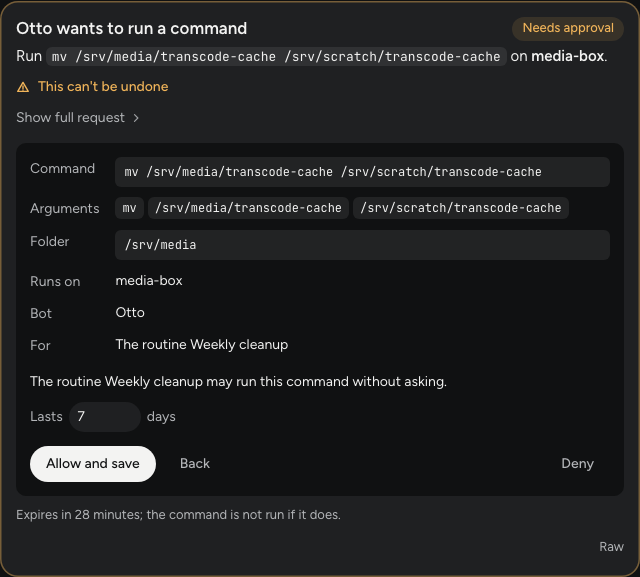 Otto wants to run a command
Needs approval
Run mv /srv/media/transcode-cache /srv/scratch/transcode-cache on media-box.
This can't be undone
Show full request
Command mv /srv/media/transcode-cache /srv/scratch/transcode-cache
Arguments mv /srv/media/transcode-cache /srv/scratch/transcode-cache
Folder /srv/media
Runs on media-box
Bot Otto
For The routine Weekly cleanup
The routine Weekly cleanup may run this command without asking.
Lasts 7 days
Allow and save Back Deny
Expires in 28 minutes; the command is not run if it does.
Raw